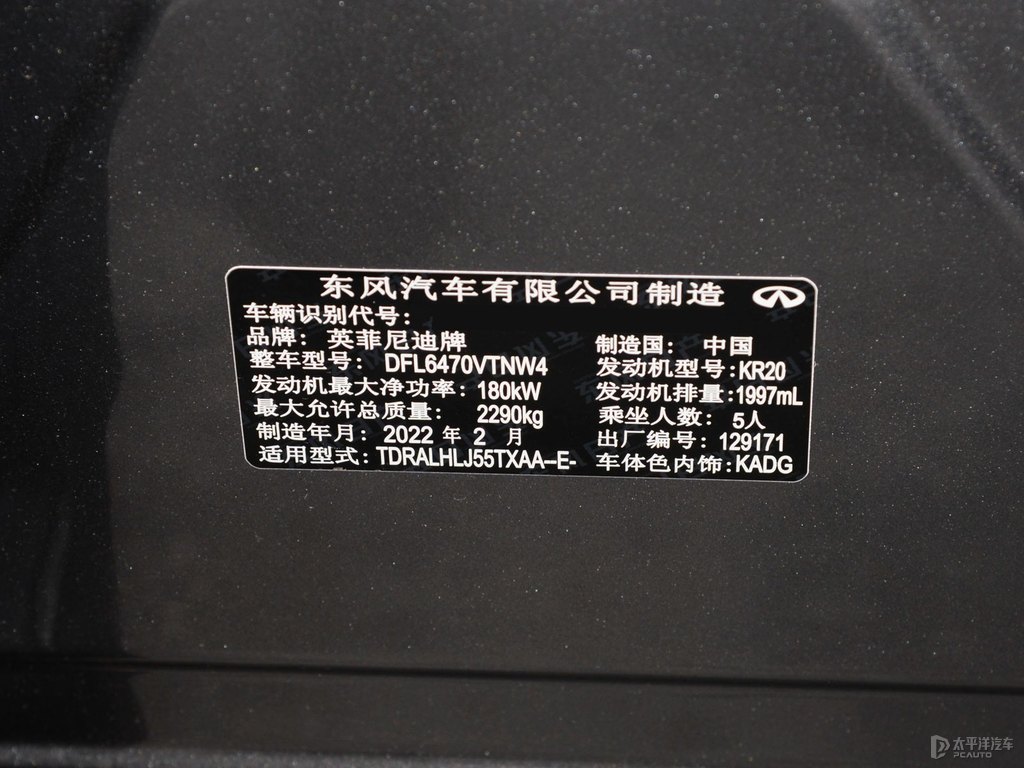 东风汽车有限公司制造
车辆识别代号:
品牌: 英菲尼迪牌 制造国: 中国
整车型号: DFL6470VTNW4 发动机型号: KR20
发动机最大净功率: 180kW 发动机排量: 1997mL
最大允许总质量: 2290kg 乘坐人数: 5人
制造年月: 2022 年 2 月 出厂编号: 129171
适用型式: TDRALHLJ55TXAA--E- 车体色内饰: KADG
太平洋汽车
PCAUTO